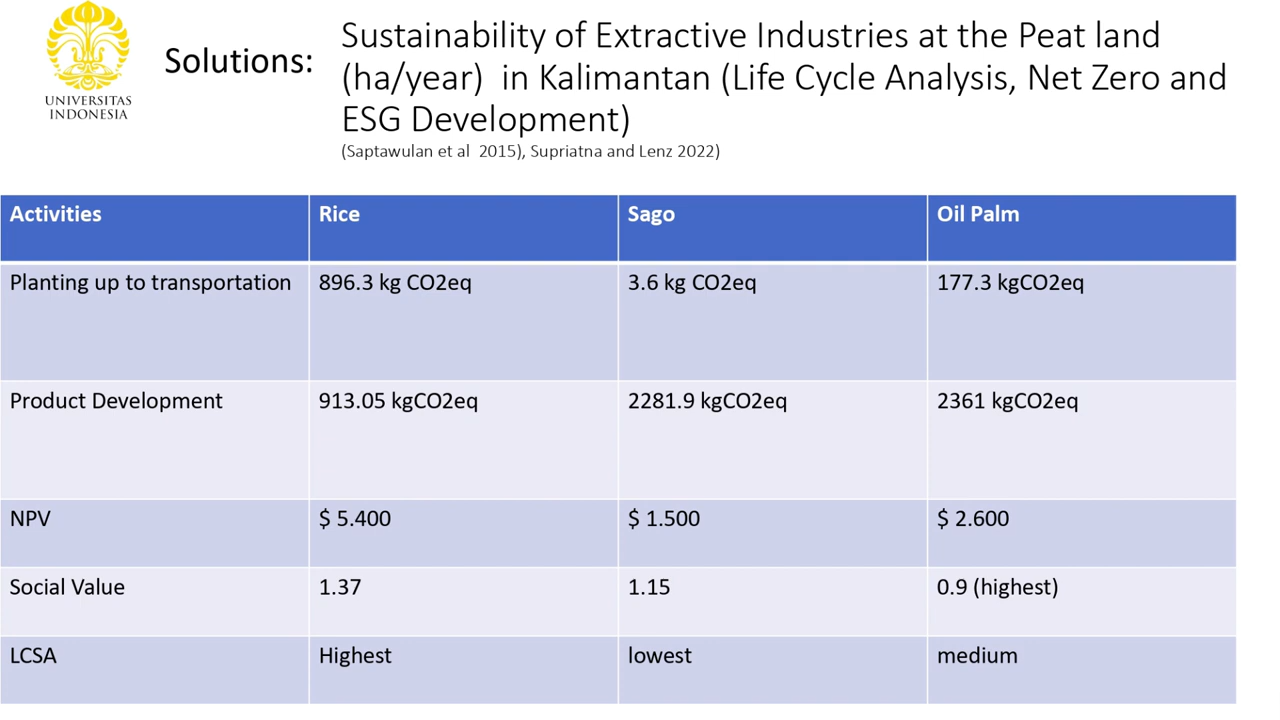 UNIVERSITAS
INDONESIA
Solutions:
Sustainability of Extractive Industries at the Peat land
(ha/year) in Kalimantan (Life Cycle Analysis, Net Zero and
ESG Development)
(Saptawulan et al 2015), Supriatna and Lenz 2022)
Activities Rice Sago Oil Palm
Planting up to transportation 896.3 kg CO2eq 3.6 kg CO2eq 177.3 kgCO2eq
Product Development 913.05 kgCO2eq 2281.9 kgCO2eq 2361 kgCO2eq
NPV $ 5.400 $ 1.500 $ 2.600
Social Value 1.37 1.15 0.9 (highest)
LCSA Highest lowest medium